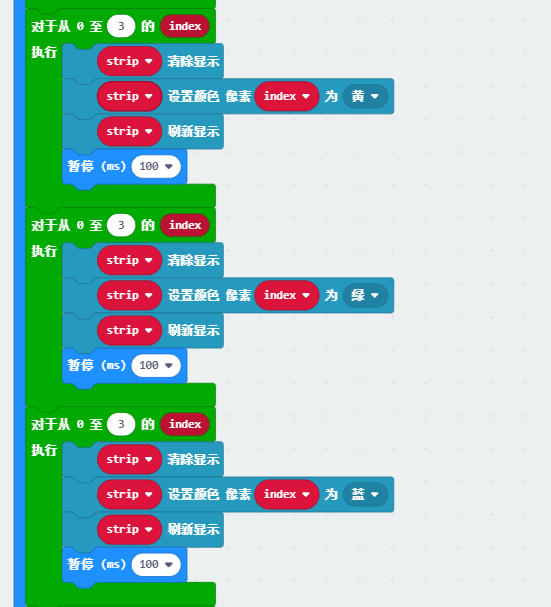 对于从 0 至 3 的 index
执行
strip 清除显示
strip 设置颜色 像素 index 为 黄
strip 刷新显示
暂停 (ms) 100
对于从 0 至 3 的 index
执行
strip 清除显示
strip 设置颜色 像素 index 为 绿
strip 刷新显示
暂停 (ms) 100
对于从 0 至 3 的 index
执行
strip 清除显示
strip 设置颜色 像素 index 为 蓝
strip 刷新显示
暂停 (ms) 100